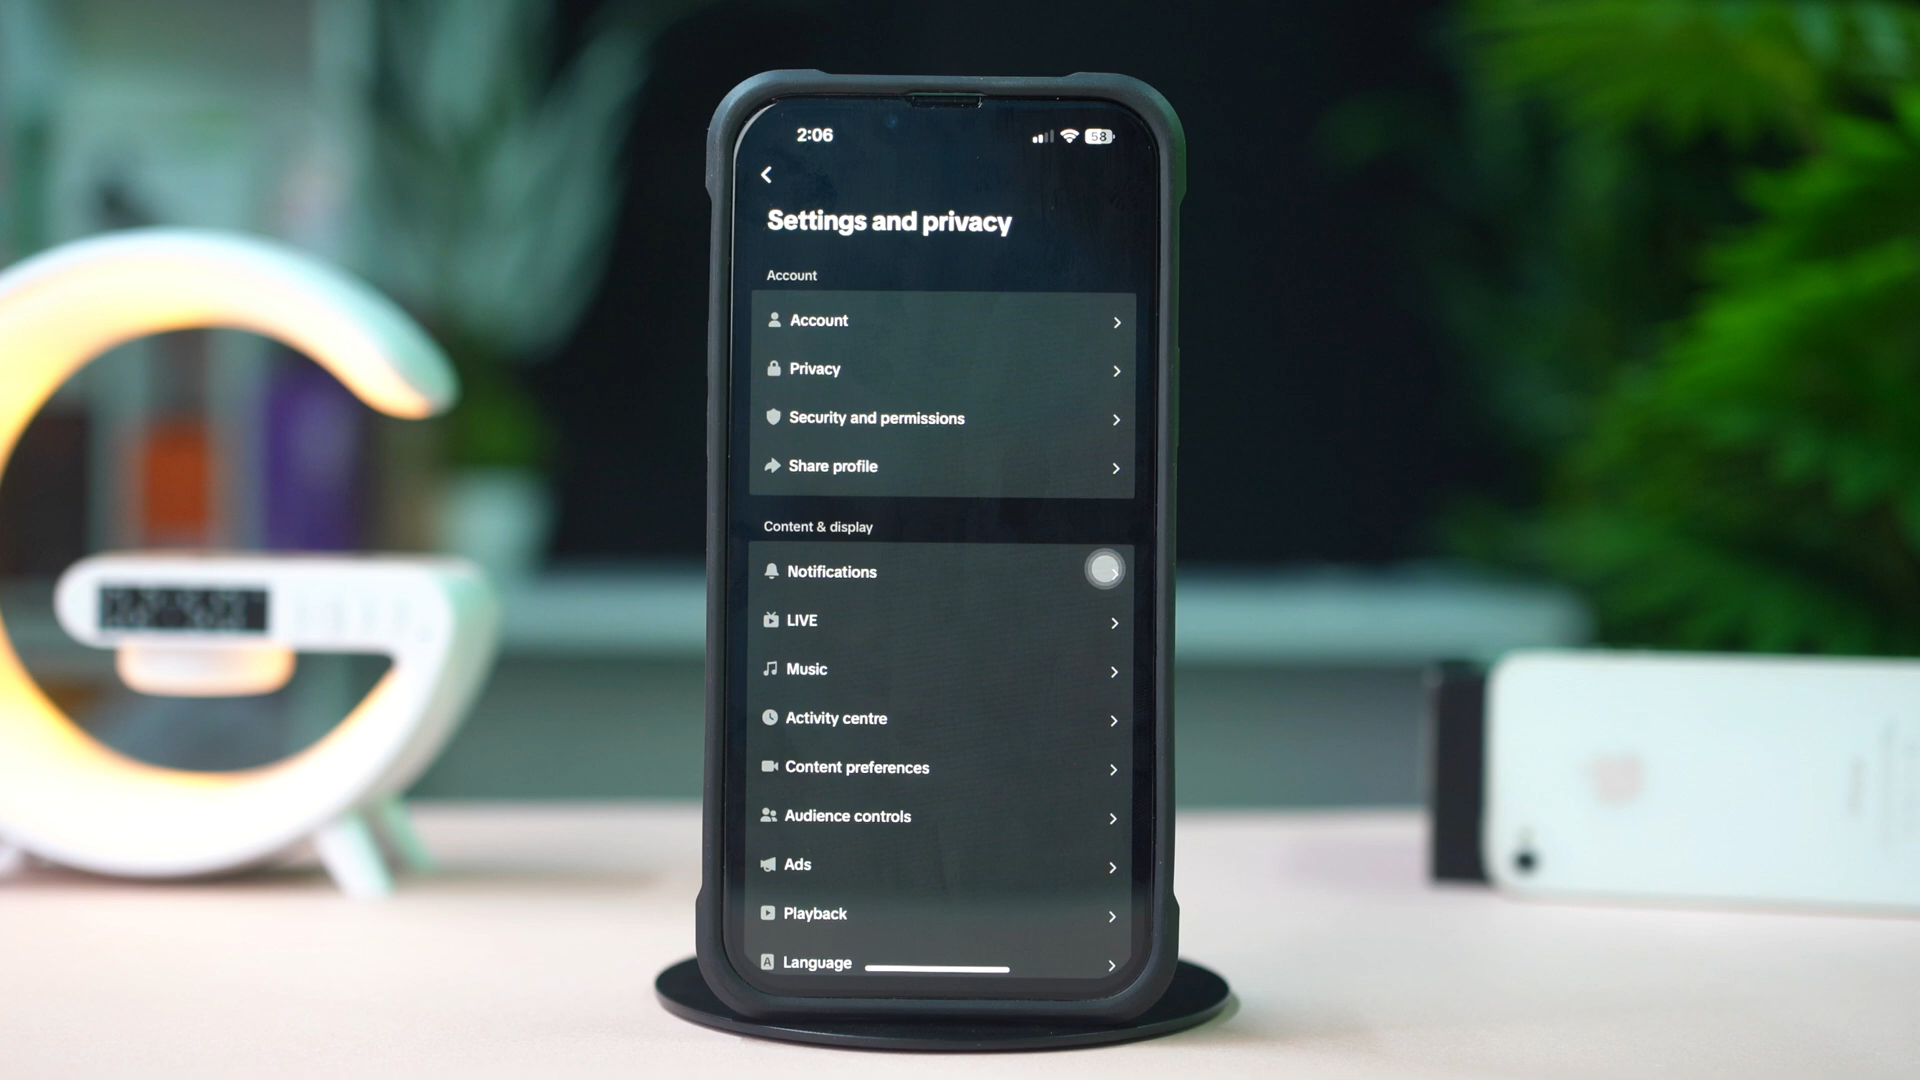 2:06
58
Settings and privacy
Account
Account
Privacy
Security and permissions
Share profile
Content & display
Notifications
LIVE
Music
Activity centre
Content preferences
Audience controls
Ads
Playback
A Language